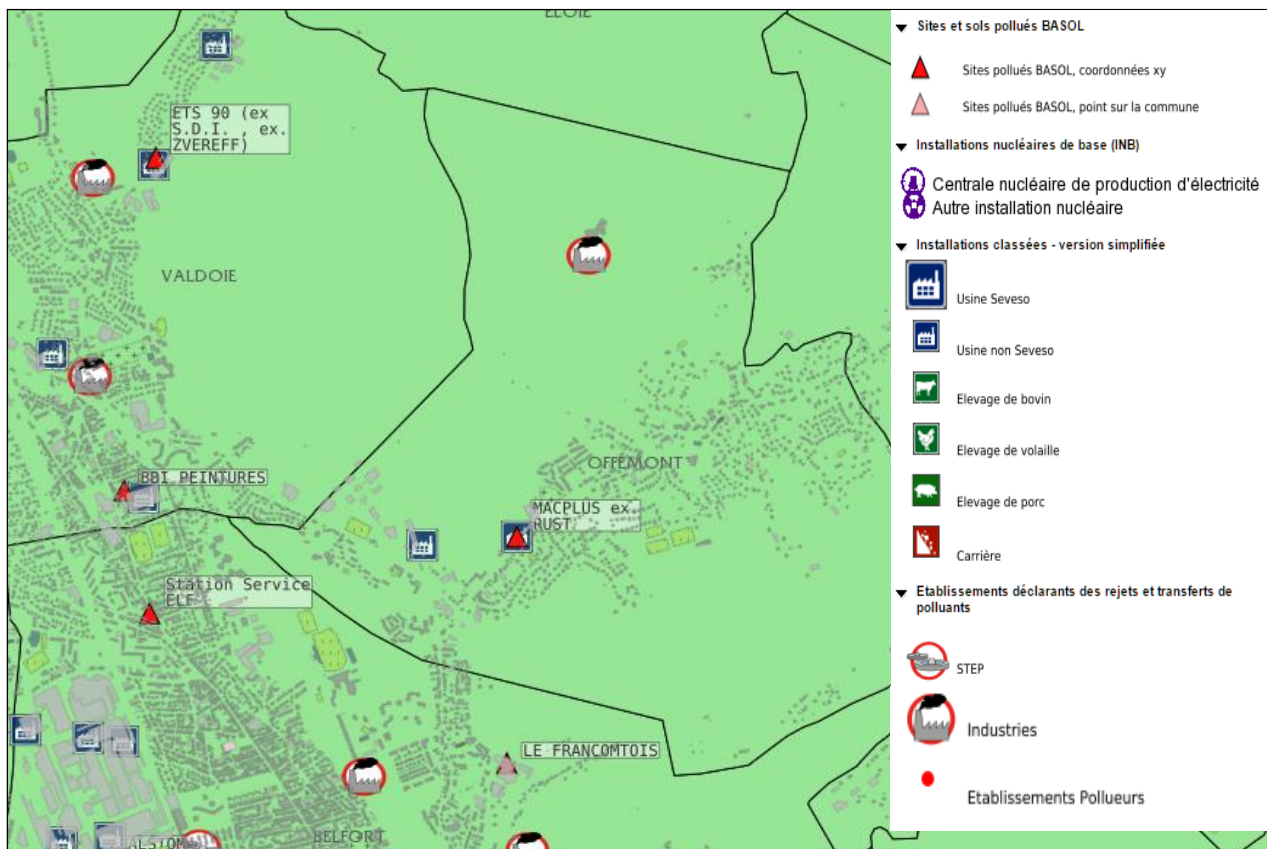 ELOIE
ETS 90 (ex
S.D.I. , ex.
ZVEREFF)
VALDOIE
OFFEMONT
BBI PEINTURES
MACPLUS ex.
RUST
Station Service
ELF
LE FRANCOMTOIS
BELFORT
ALSTOM
Sites et sols pollués BASOL
Sites pollués BASOL, coordonnées xy
Sites pollués BASOL, point sur la commune
Installations nucléaires de base (INB)
Centrale nucléaire de production d'électricité
Autre installation nucléaire
Installations classées - version simplifiée
Usine Seveso
Usine non Seveso
Elevage de bovin
Elevage de volaille
Elevage de porc
Carrière
Etablissements déclarants des rejets et transferts de
polluants
STEP
Industries
Etablissements Pollueurs